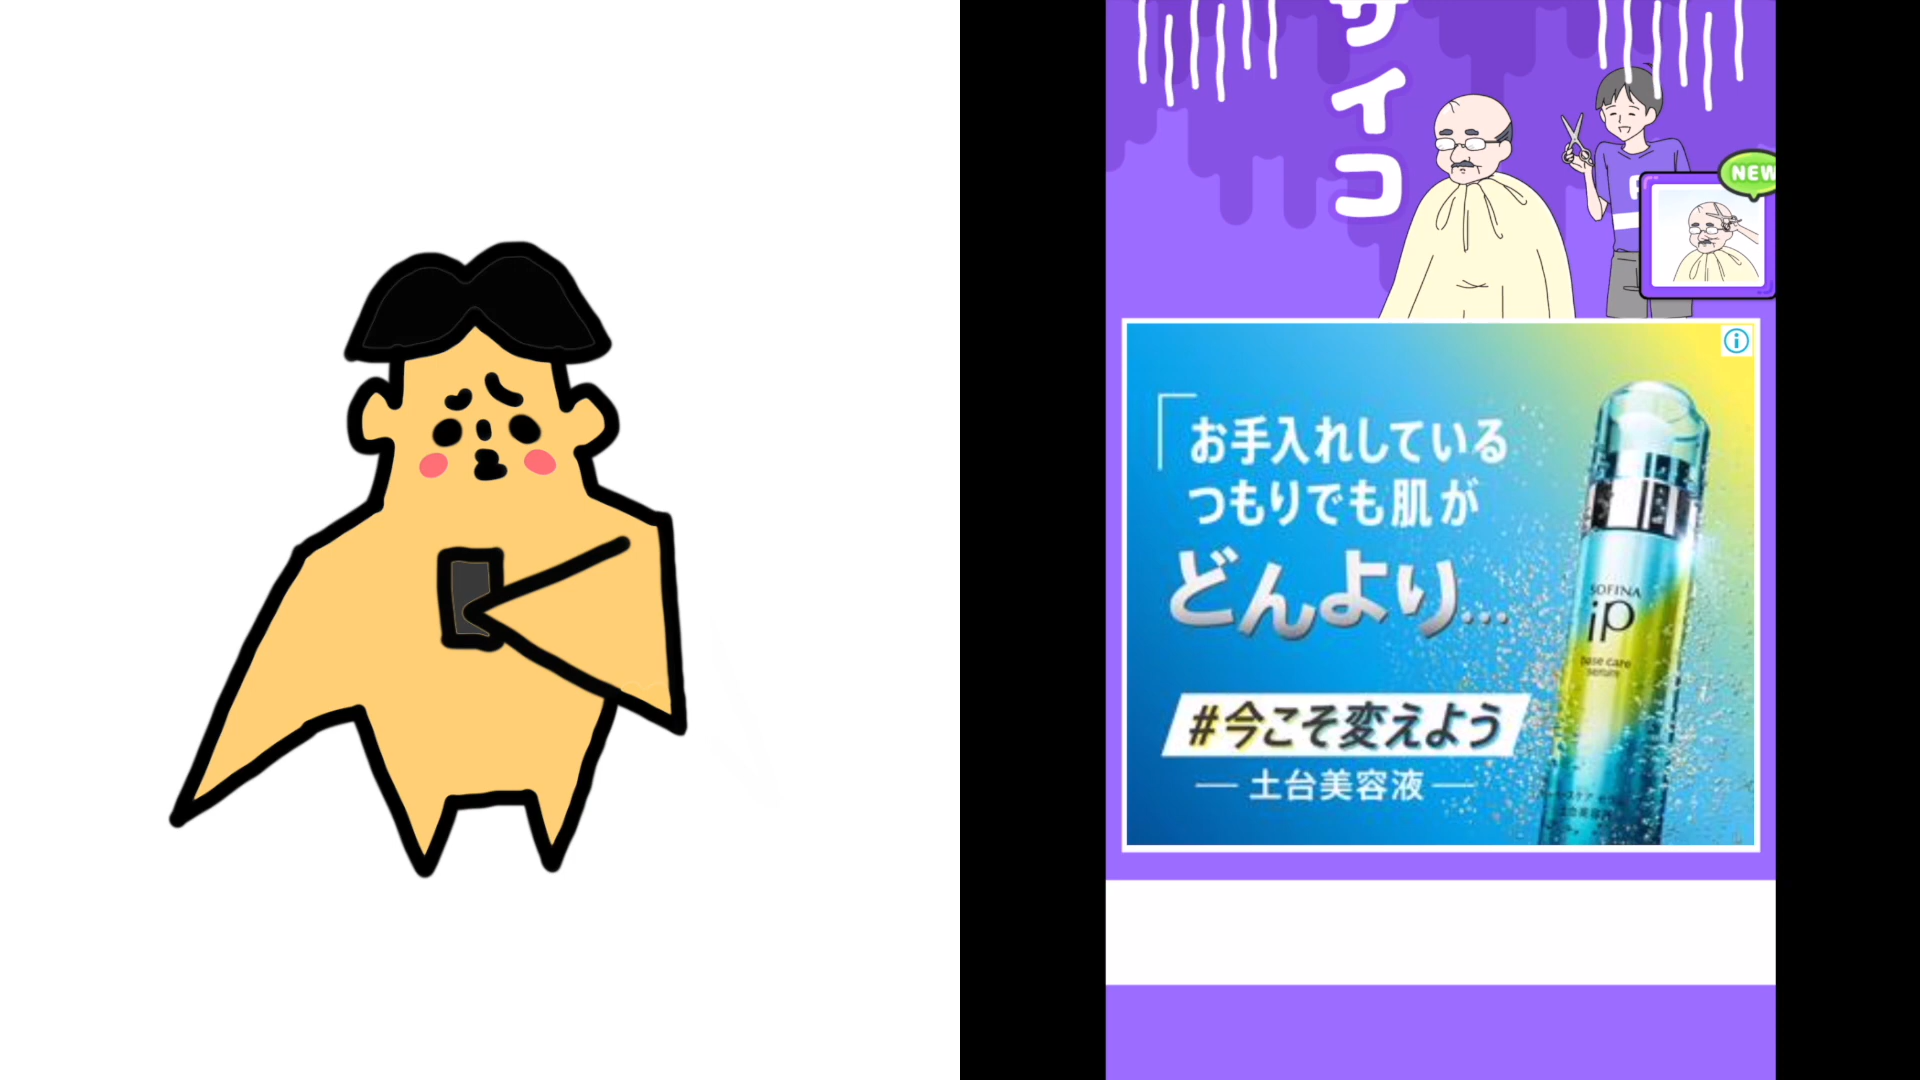 サイコ
NEW
「お手入れしている
つもりでも肌が
どんより...
#今こそ変えよう
― 土台美容液 ―
SOFINA
iP
base care
serum